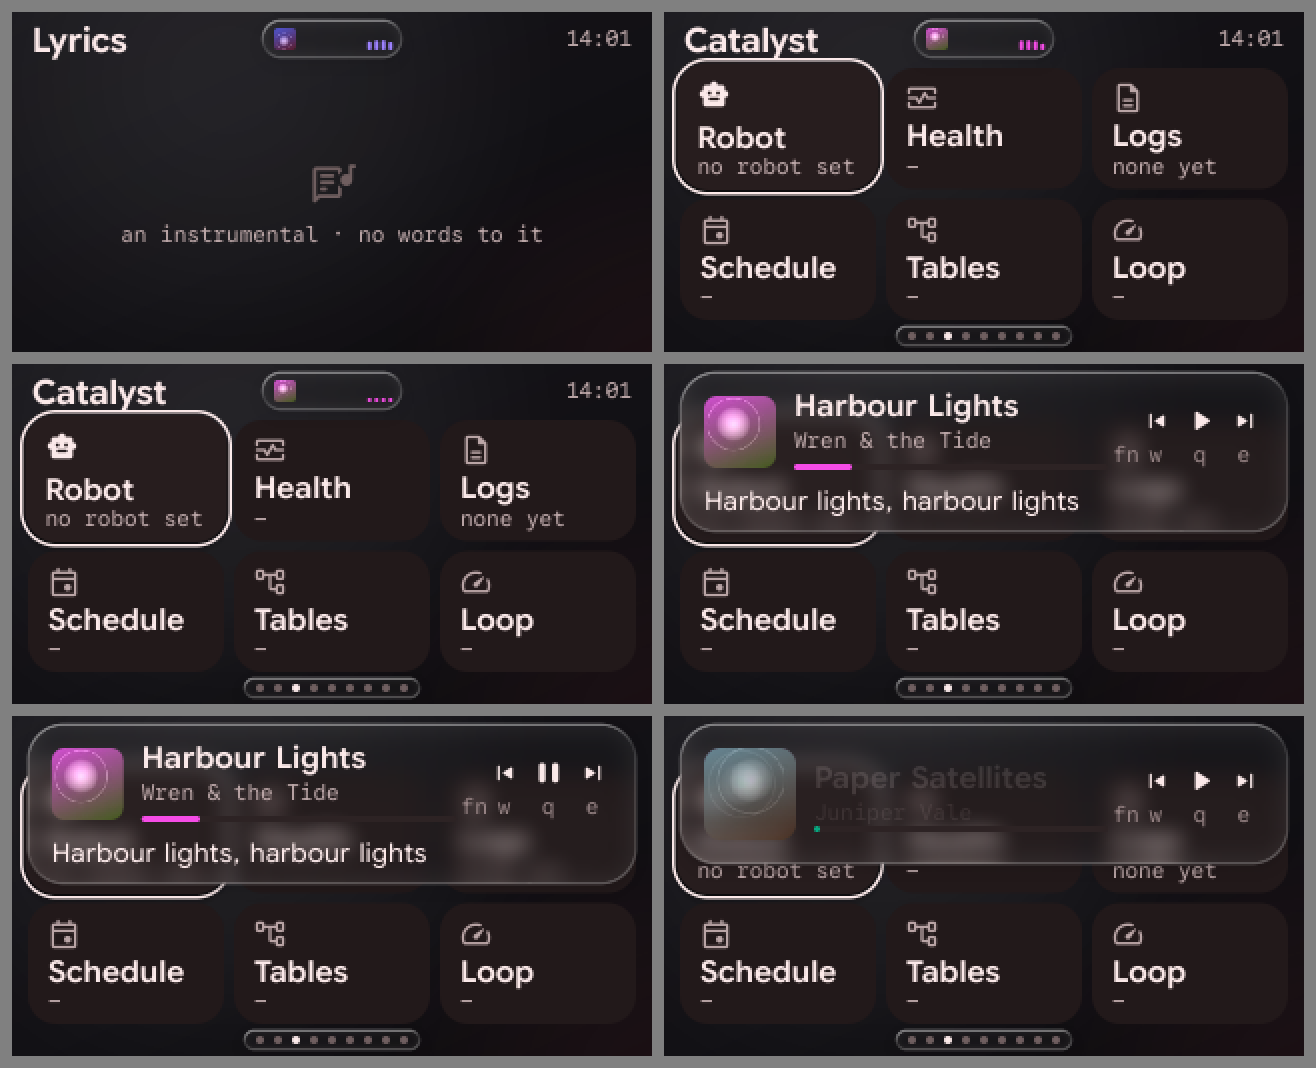 Lyrics
14:01
an instrumental · no words to it
Catalyst
14:01
Robot
no robot set
Health
–
Logs
none yet
Schedule
–
Tables
–
Loop
–
Catalyst
14:01
Robot
no robot set
Health
–
Logs
none yet
Schedule
–
Tables
–
Loop
–
Harbour Lights
Wren & the Tide
fn w q e
Harbour lights, harbour lights
Schedule
–
Tables
–
Loop
–
Harbour Lights
Wren & the Tide
fn w q e
Harbour lights, harbour lights
Schedule
–
Tables
–
Loop
–
Paper Satellites
Juniper Vale
fn w q e
no robot set
–
none yet
Schedule
–
Tables
–
Loop
–